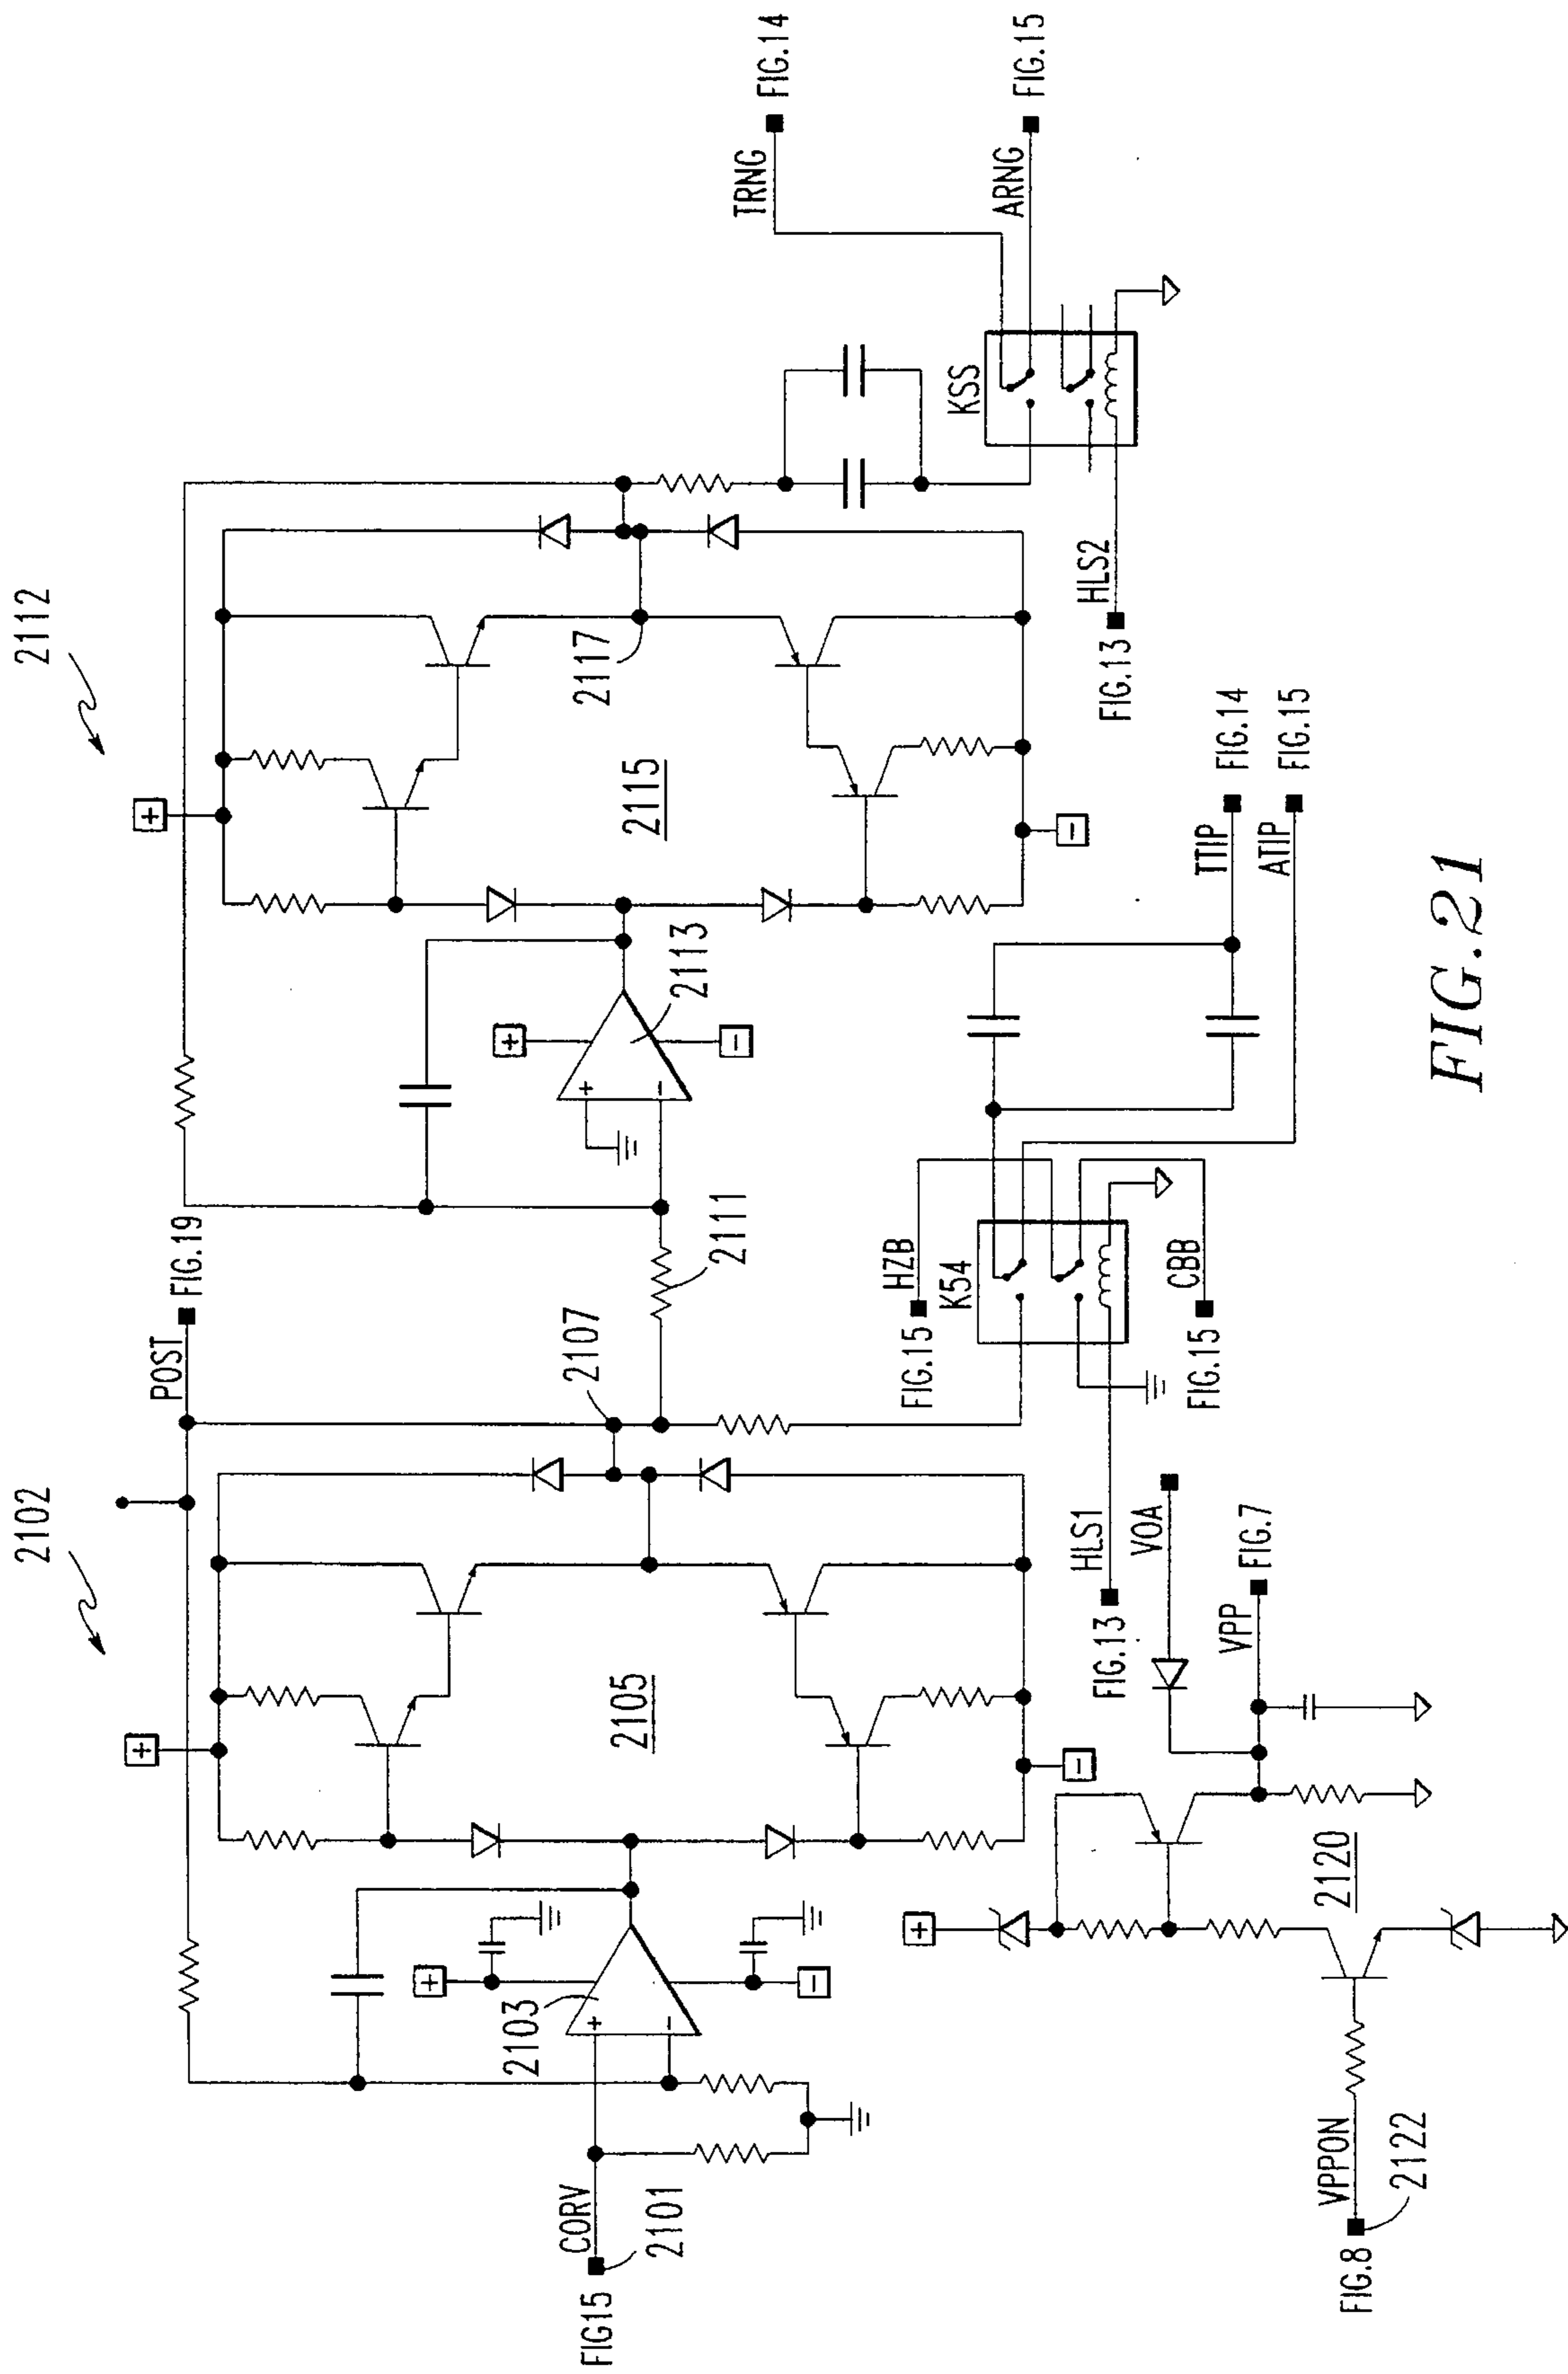 2102
2112
POST
FIG.19
FIG.14
TRNG
FIG.15
ARNG
+
+
2107
2117
KSS
CORV
FIG15
2101
2103
+
-
+
-
2105
-
2111
2113
+
-
+
-
2115
-
HLS2
FIG.13
HZB
FIG.15
K54
CBB
FIG.15
TTIP
FIG.14
ATIP
FIG.15
HLS1
FIG.13
VOA
VPP
FIG.7
+
2120
VPPON
FIG.8
2122
FIG.21